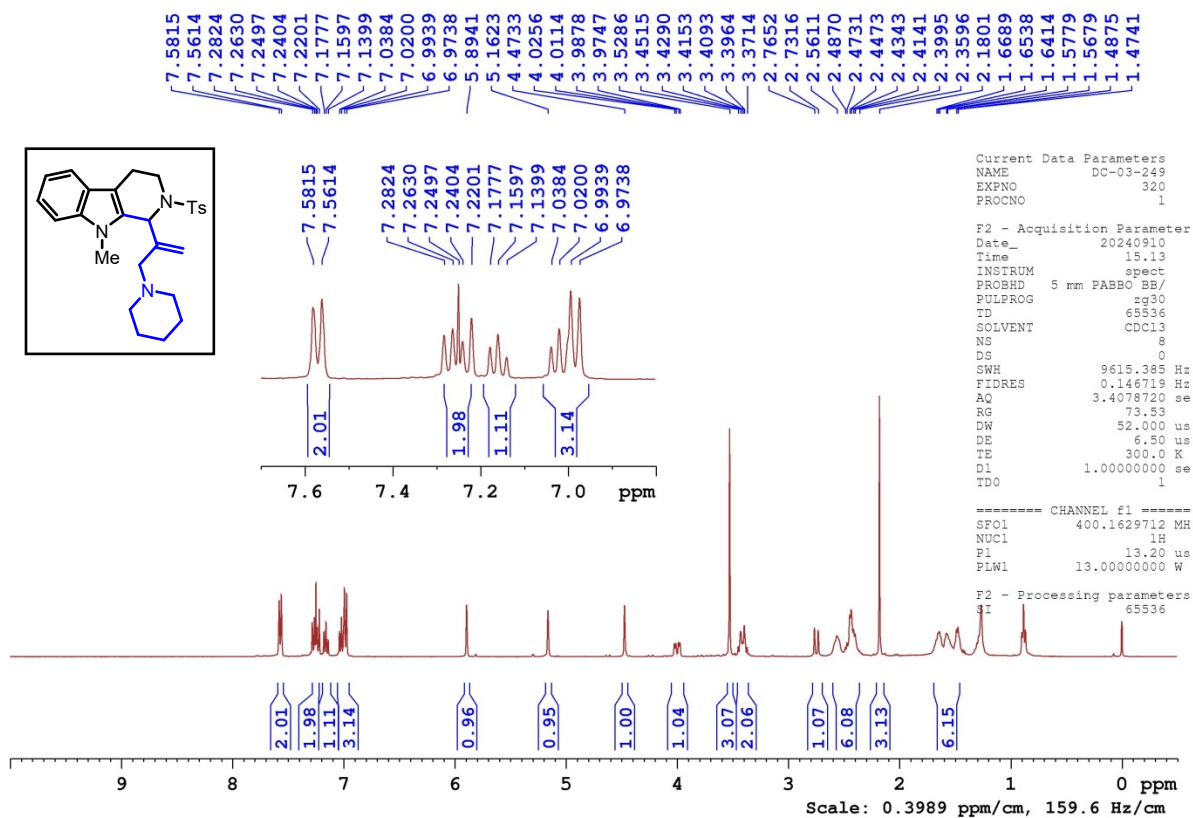 7.5815
7.5614
7.2824
7.2630
7.2497
7.2404
7.2201
7.1777
7.1597
7.1399
7.0384
7.0200
6.9939
6.9738
5.8941
5.1623
4.4733
4.0256
4.0114
3.9878
3.9747
3.5286
3.4515
3.4290
3.4153
3.4093
3.3964
3.3714
2.7652
2.7316
2.5611
2.4870
2.4731
2.4473
2.4343
2.4141
2.3995
2.3596
2.1801
1.6689
1.6538
1.6414
1.5779
1.5679
1.4875
1.4741
N
Ts
N
Me
N
7.5815
7.5614
7.2824
7.2630
7.2497
7.2404
7.2201
7.1777
7.1597
7.1399
7.0384
7.0200
6.9939
6.9738
2.01
1.98
1.11
3.14
7.6 7.4 7.2 7.0 ppm
Current Data Parameters
NAME DC-03-249
EXPNO 320
PROCNO 1
F2 - Acquisition Parameter
Date_ 20240910
Time 15.13
INSTRUM spect
PROBHD 5 mm PABBO BB/
PULPROG zg30
TD 65536
SOLVENT CDCl3
NS 8
DS 0
SWH 9615.385 Hz
FIDRES 0.146719 Hz
AQ 3.4078720 se
RG 73.53
DW 52.000 us
DE 6.50 us
TE 300.0 K
D1 1.00000000 se
TD0 1
======== CHANNEL f1 ======
SFO1 400.1629712 MH
NUC1 1H
P1 13.20 us
PLW1 13.00000000 W
F2 - Processing parameters
SI 65536
2.01
1.98
1.11
3.14
0.96
0.95
1.00
1.04
3.07
2.06
1.07
6.08
3.13
6.15
9 8 7 6 5 4 3 2 1 0 ppm
Scale: 0.3989 ppm/cm, 159.6 Hz/cm